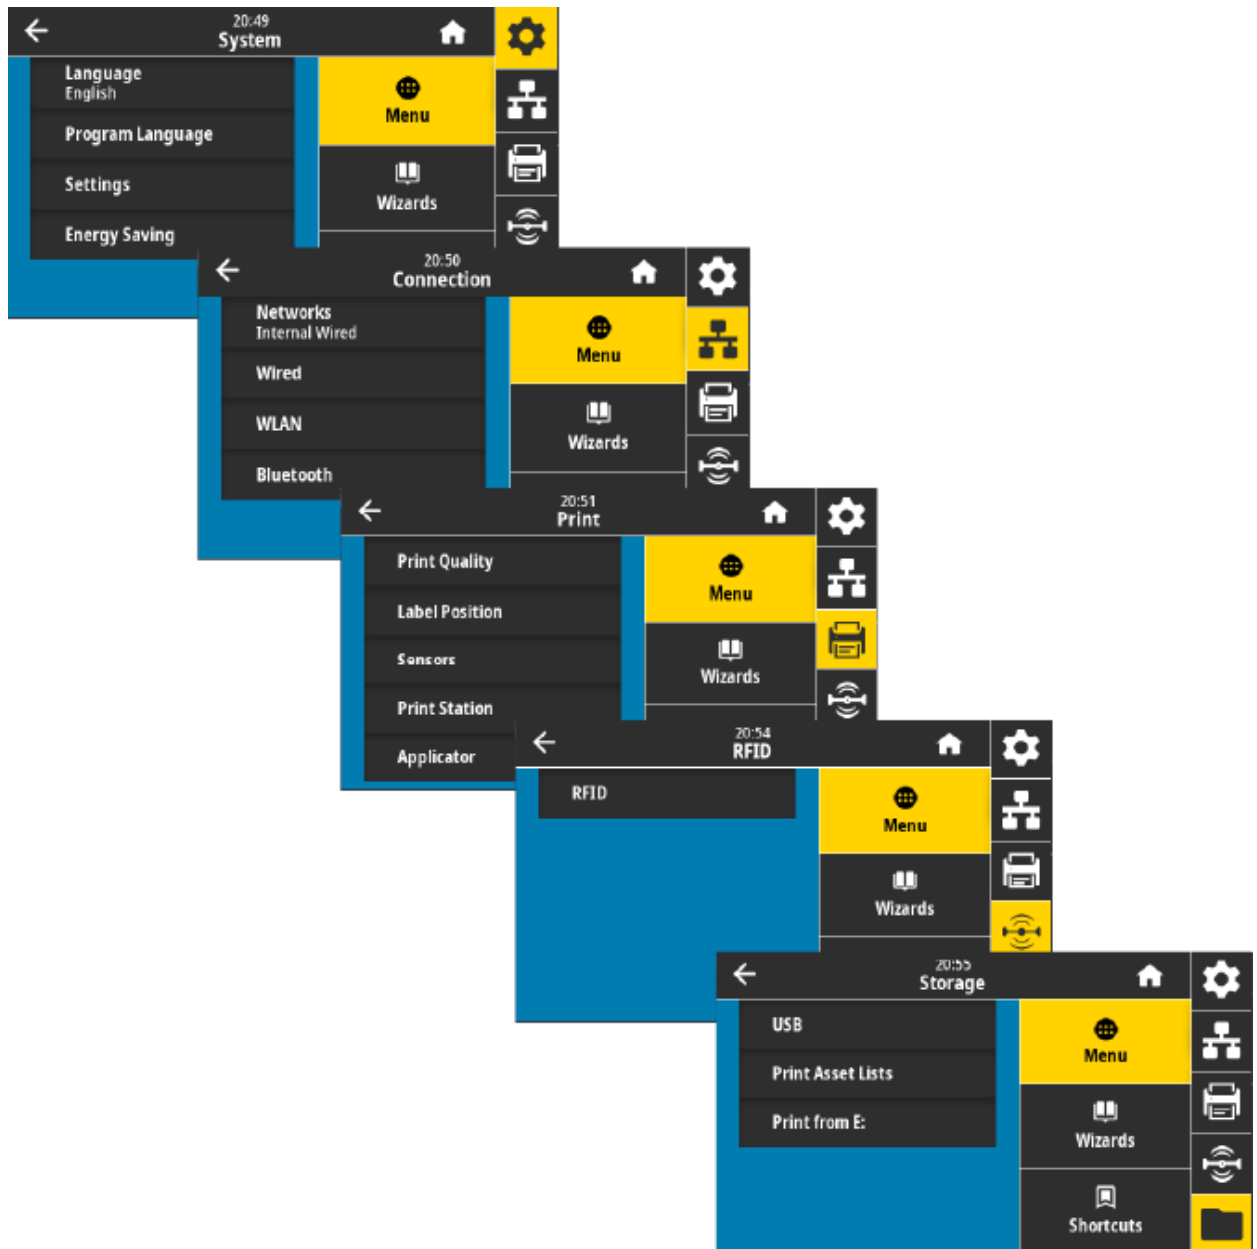 20:49
System
Language
English
Program Language
Settings
Energy Saving
Menu
Wizards
20:50
Connection
Networks
Internal Wired
Wired
WLAN
Bluetooth
Menu
Wizards
20:51
Print
Print Quality
Label Position
Sensors
Print Station
Applicator
Menu
Wizards
20:54
RFID
RFID
Menu
Wizards
20:55
Storage
USB
Print Asset Lists
Print from E:
Menu
Wizards
Shortcuts